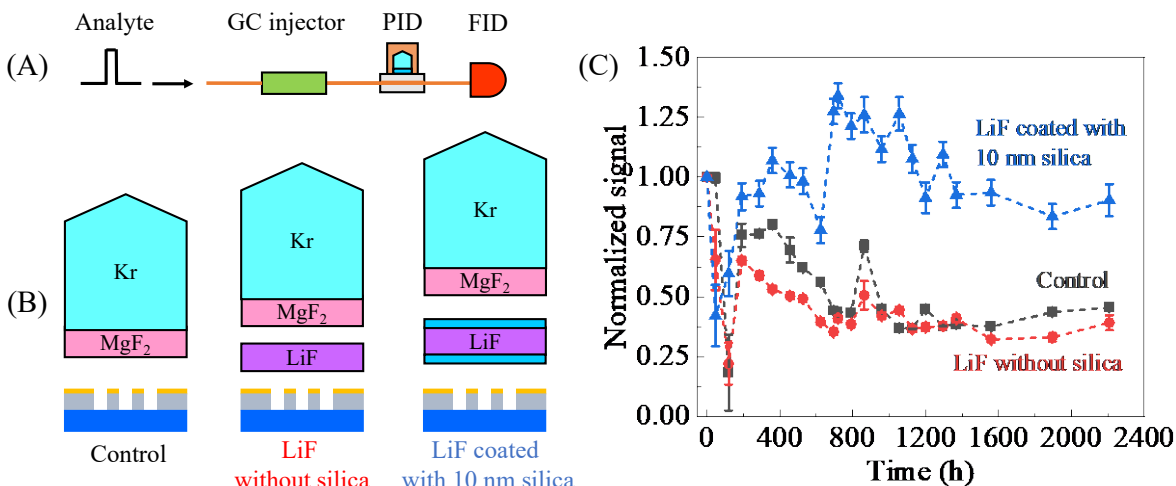 (A)
Analyte
GC injector
PID
FID
(B)
Kr
MgF₂
Control
Kr
MgF₂
LiF
LiF
without silica
Kr
MgF₂
LiF
LiF coated
with 10 nm silica
(C)
Normalized signal
1.25
1.00
0.75
0.50
0.25
0.00
LiF coated with
10 nm silica
Control
LiF without silica
0 400 800 1200 1600 2000 2400
Time (h)